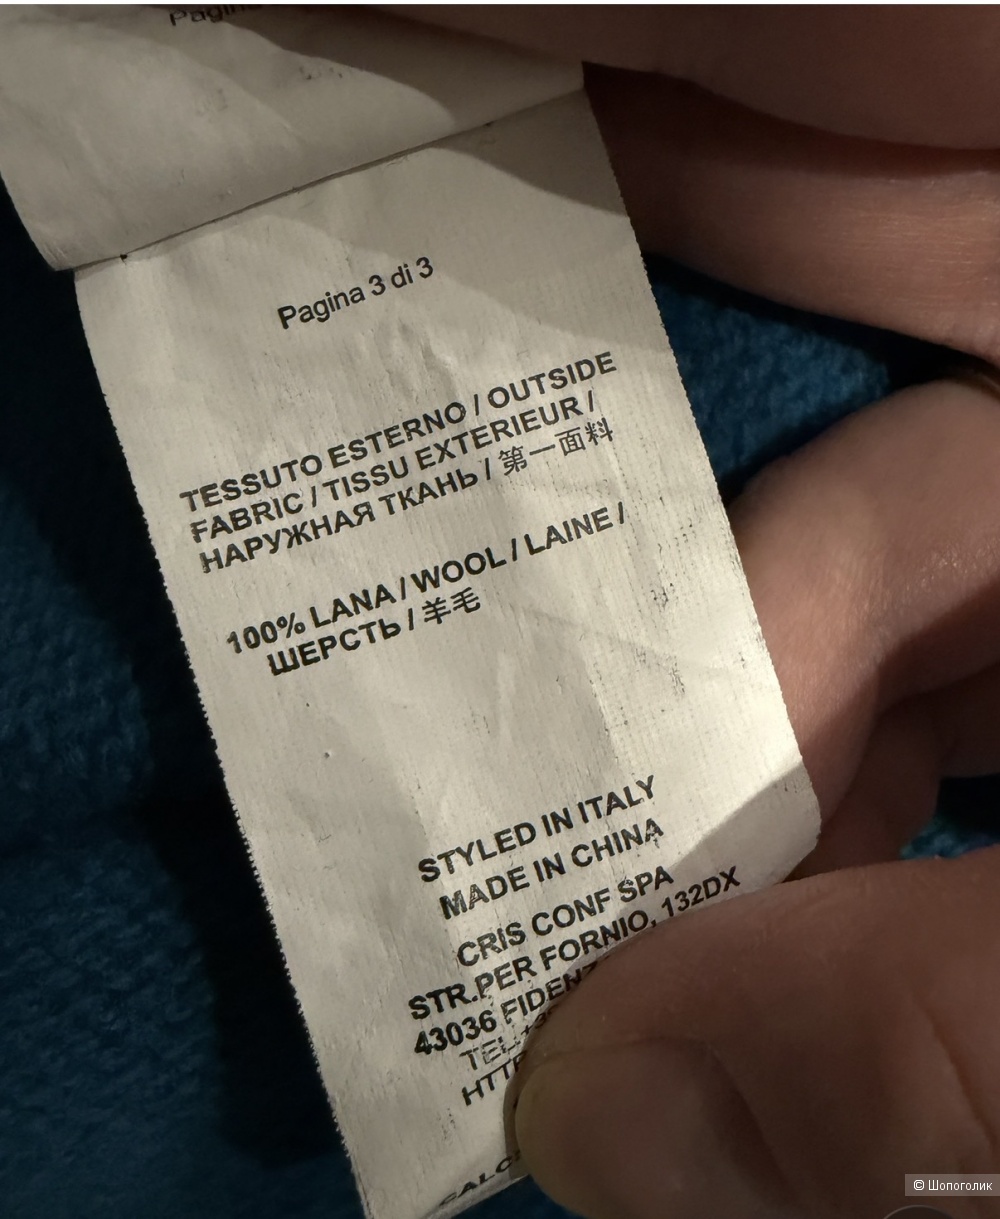 Pagina 3 di 3
TESSUTO ESTERNO / OUTSIDE
FABRIC / TISSU EXTERIEUR /
НАРУЖНАЯ ТКАНЬ / 第一面料
100% LANA / WOOL / LAINE /
ШЕРСТЬ / 羊毛
STYLED IN ITALY
MADE IN CHINA
CRIS CONF SPA
STR.PER FORNIO, 132DX
43036
TEL
© Шопоголик